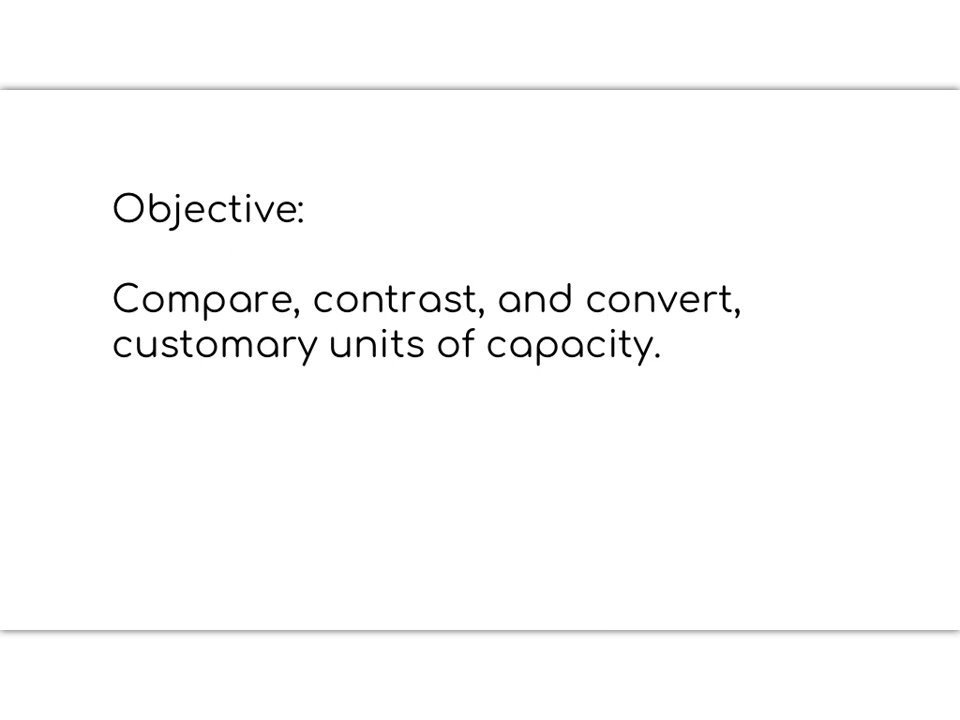 Objective:
Compare, contrast, and convert,
customary units of capacity.